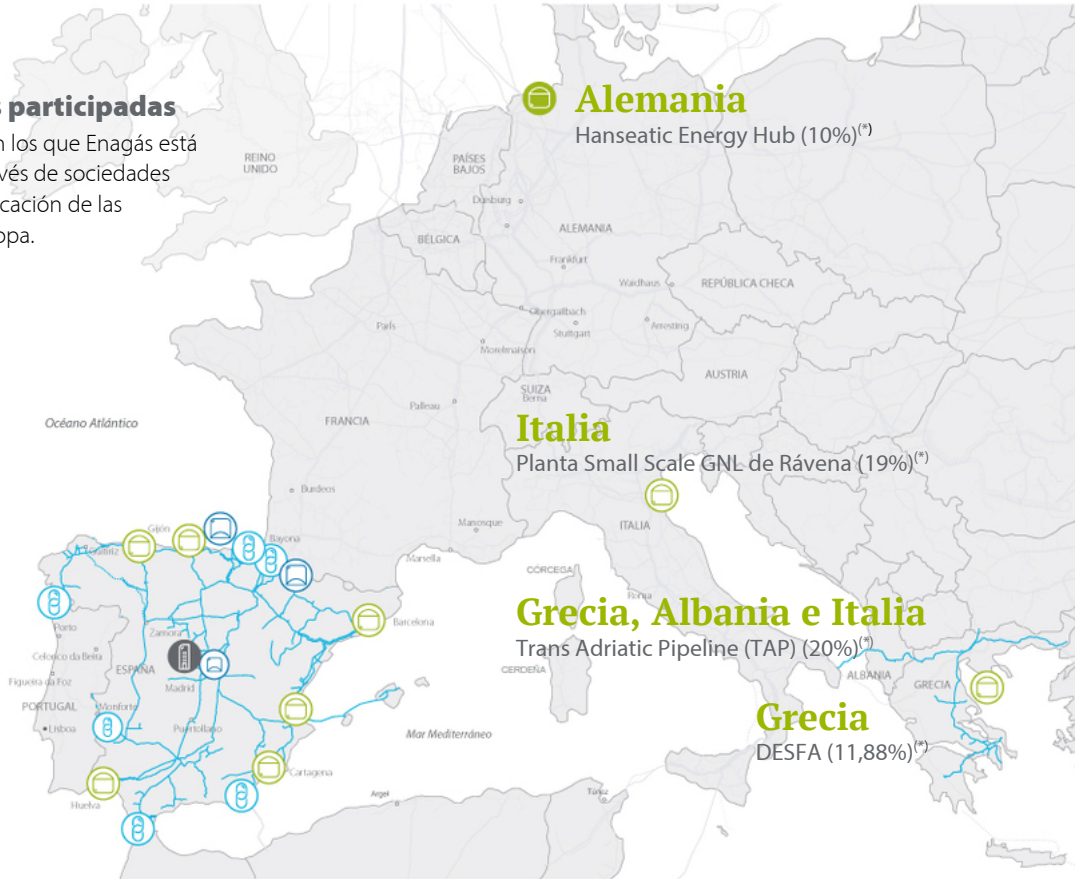 s participadas
n los que Enagás está
vés de sociedades
cación de las
opa.
Alemania
Hanseatic Energy Hub (10%)(*)
REINO
UNIDO
PAÍSES
BAJOS
Duisburg
ALEMANIA
BÉLGICA
Frankfurt
Waidhaus
REPÚBLICA CHECA
Obergailbach
Stuttgart
París
Morelmaison
AUSTRIA
SUIZA
Berna
Palleau
FRANCIA
Océano Atlántico
Italia
Planta Small Scale GNL de Rávena (19%)(*)
Burdeos
Manosque
ITALIA
Gijón
Bayona
Marsella
CÓRCEGA
Roma
Grecia, Albania e Italia
Trans Adriatic Pipeline (TAP) (20%)(*)
Barcelona
Porto
Zamora
Celorico da Beira
ESPAÑA
Figueira da Foz
Madrid
CERDEÑA
ALBANIA
GRECIA
PORTUGAL
Monforte
Lisboa
Puertollano
Mar Mediterráneo
Grecia
DESFA (11,88%)(*)
Cartagena
Huelva
Argel
Túnez